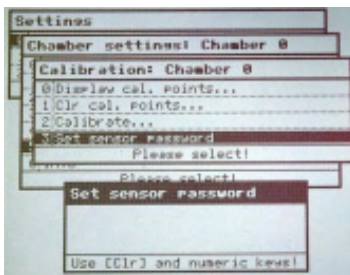 Settings
Chamber settings: Chamber 0
Calibration: Chamber 0
0 Display cal. points...
1 Clr cal. points...
2 Calibrate...
3 Set sensor password
Please select!
Please select!
Set sensor password
Use [Clr] and numeric keys!